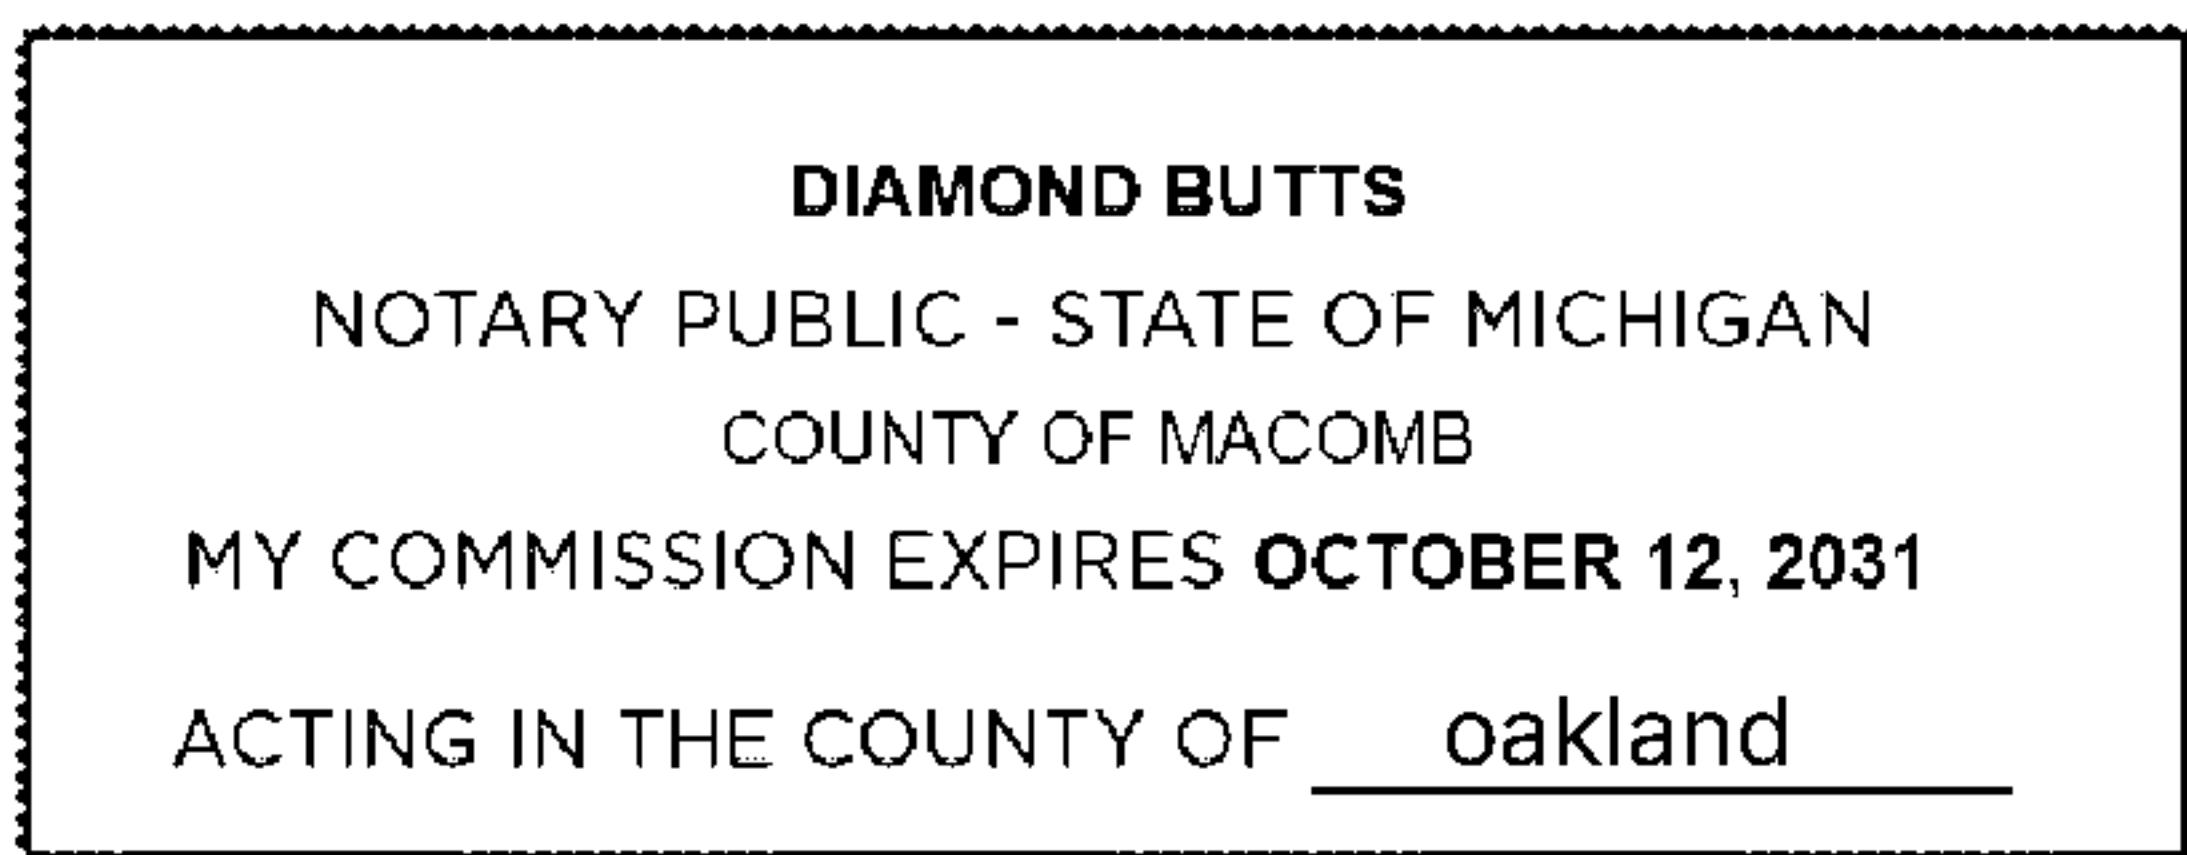 DIAMOND BUTTS
NOTARY PUBLIC - STATE OF MICHIGAN
COUNTY OF MACOMB
MY COMMISSION EXPIRES OCTOBER 12, 2031
ACTING IN THE COUNTY OF oakland